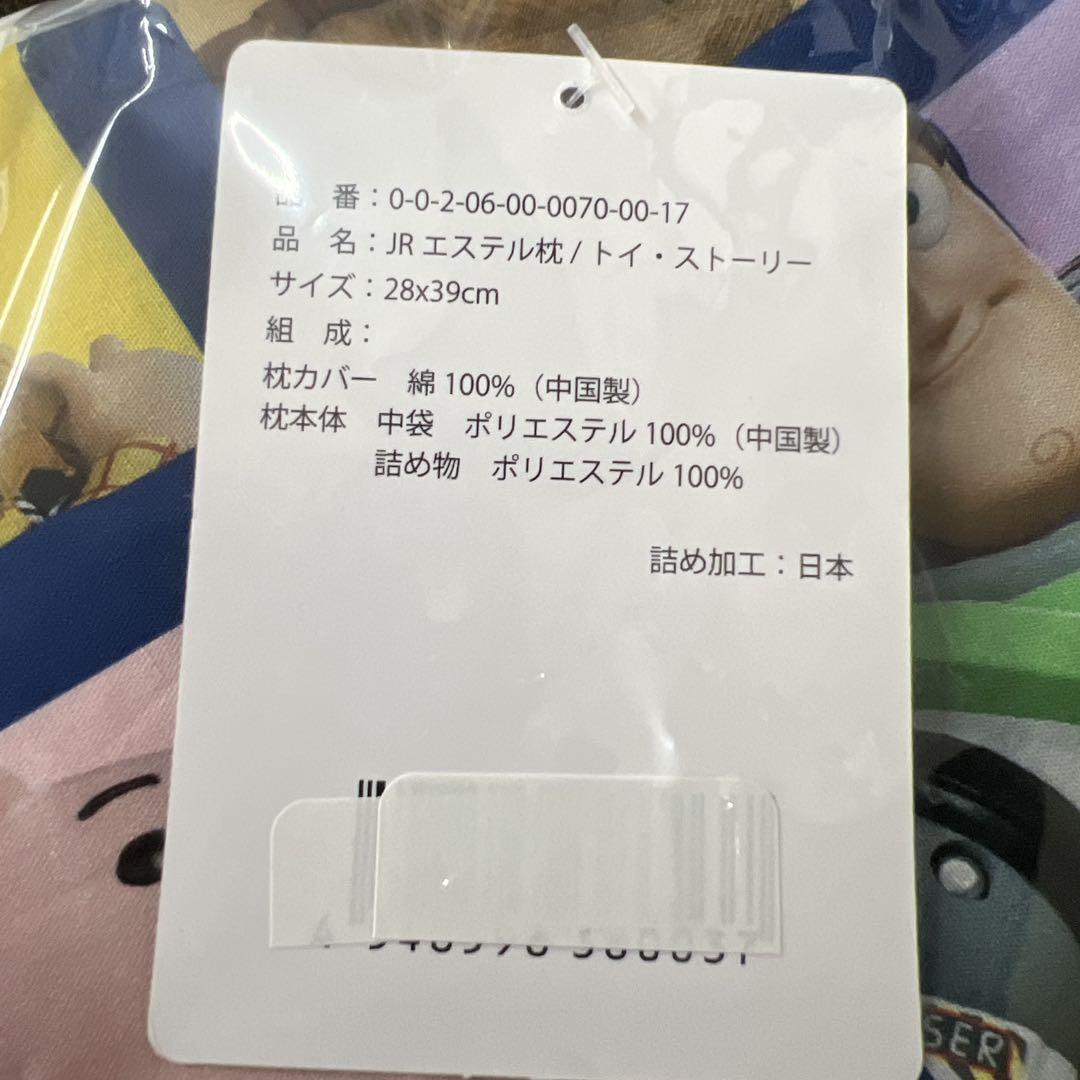 品　番：0-0-2-06-00-0070-00-17
品　名：JR エステル枕 / トイ・ストーリー
サイズ：28x39cm
組　成：
枕カバー　綿 100%（中国製）
枕本体　中袋　ポリエステル 100%（中国製）
詰め物　ポリエステル 100%
詰め加工：日本